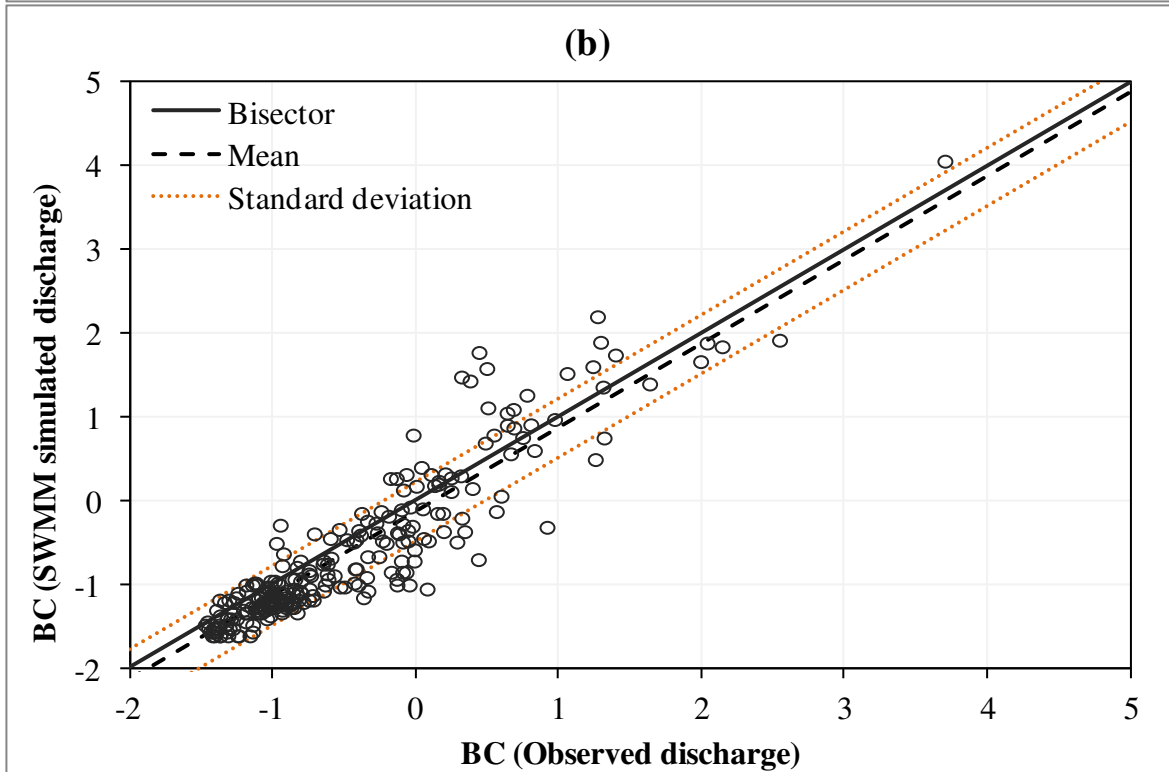 (b)
5
4
3
2
1
0
-1
-2
BC (SWMM simulated discharge)
Bisector
Mean
Standard deviation
-2 -1 0 1 2 3 4 5
BC (Observed discharge)